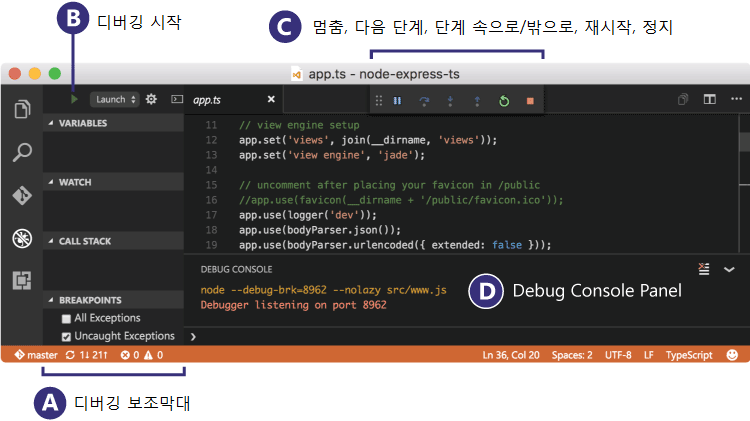 B 디버깅 시작
C 멈춤, 다음 단계, 단계 속으로/밖으로, 재시작, 정지
app.ts - node-express-ts
Launch
app.ts
VARIABLES
WATCH
CALL STACK
BREAKPOINTS
All Exceptions
Uncaught Exceptions
11 // view engine setup
12 app.set('views', join(__dirname, 'views'));
13 app.set('view engine', 'jade');
14
15 // uncomment after placing your favicon in /public
16 //app.use(favicon(__dirname + '/public/favicon.ico'));
17 app.use(logger('dev'));
18 app.use(bodyParser.json());
19 app.use(bodyParser.urlencoded({ extended: false }));
DEBUG CONSOLE
node --debug-brk=8962 --nolazy src/www.js
Debugger listening on port 8962
D Debug Console Panel
master 1↓ 21↑ 0 0 Ln 36, Col 20 Spaces: 2 UTF-8 LF TypeScript
A 디버깅 보조막대